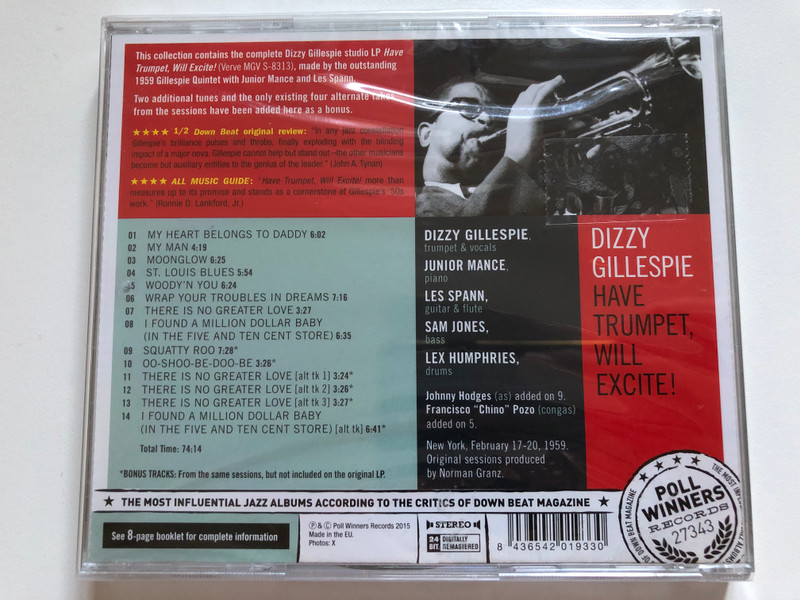 This collection contains the complete Dizzy Gillespie studio LP Have
Trumpet, Will Excite! (Verve MGV S-8313), made by the outstanding
1959 Gillespie Quintet with Junior Mance and Les Spann.
Two additional tunes and the only existing four alternate takes
from the sessions have been added here as a bonus.
★★★★ 1/2 Down Beat original review: "In any jazz
Gillespie's brilliance pulses and throbs, finally exploding with the blinding
impact of a major nova. Gillespie cannot help but stand out –the other musicians
become but auxiliary entities to the genius of the leader." (John A. Tynan)
★★★★ ALL MUSIC GUIDE: "Have Trumpet, Will Excite! more than
measures up to its promise and stands as a cornerstone of Gillespie's '50s
work." (Ronnie D. Lankford, Jr.)
01 MY HEART BELONGS TO DADDY 6:02
02 MY MAN 4:19
03 MOONGLOW 6:25
04 ST. LOUIS BLUES 5:54
05 WOODY'N YOU 6:24
06 WRAP YOUR TROUBLES IN DREAMS 7:16
07 THERE IS NO GREATER LOVE 3:27
08 I FOUND A MILLION DOLLAR BABY
(IN THE FIVE AND TEN CENT STORE) 6:35
09 SQUATTY ROO 7:28*
10 OO-SHOO-BE-DOO-BE 3:26*
11 THERE IS NO GREATER LOVE [alt tk 1] 3:24*
12 THERE IS NO GREATER LOVE [alt tk 2] 3:26*
13 THERE IS NO GREATER LOVE [alt tk 3] 3:27*
14 I FOUND A MILLION DOLLAR BABY
(IN THE FIVE AND TEN CENT STORE) [alt tk] 6:41*
Total Time: 74:14
*BONUS TRACKS: From the same sessions, but not included on the original LP.
DIZZY GILLESPIE,
trumpet & vocals
JUNIOR MANCE,
piano
LES SPANN,
guitar & flute
SAM JONES,
bass
LEX HUMPHRIES,
drums
Johnny Hodges (as) added on 9.
Francisco "Chino" Pozo (congas)
added on 5.
New York, February 17-20, 1959.
Original sessions produced
by Norman Granz.
DIZZY
GILLESPIE
HAVE
TRUMPET,
WILL
EXCITE!
★ THE MOST INFLUENTIAL JAZZ ALBUMS ACCORDING TO THE CRITICS OF DOWN BEAT MAGAZINE ★
See 8-page booklet for complete information
℗ & © Poll Winners Records 2015
Made in the EU.
Photos: X
STEREO
24 BIT DIGITALLY REMASTERED
8 436542 019330
POLL
WINNERS
RECORDS
27343
OF DOWN BEAT MAGAZINE
THE MOST